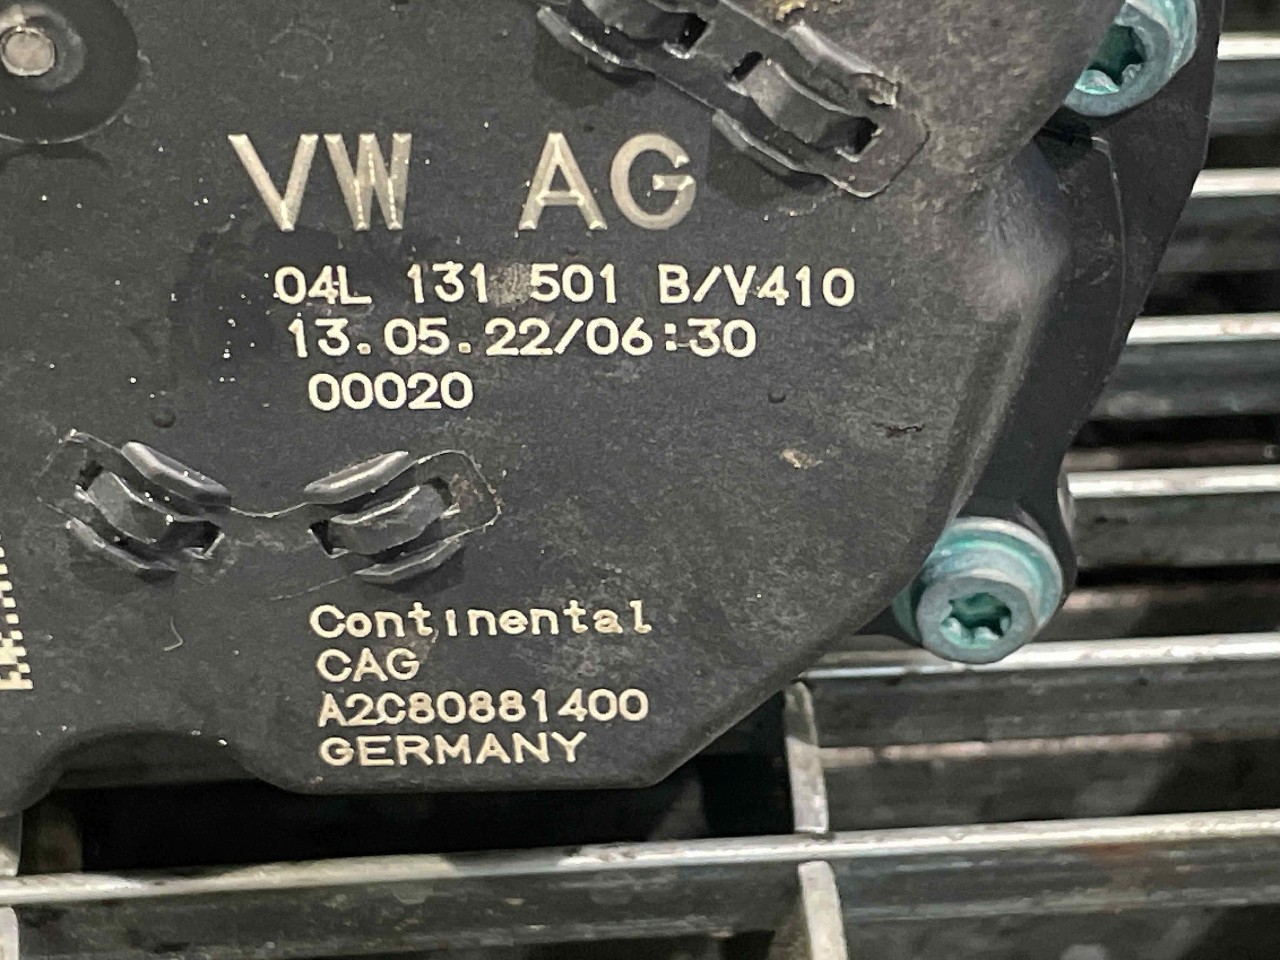 VW AG
04L 131 501 B/V410
13.05.22/06:30
00020
Continental
CAG
A2C80881400
GERMANY